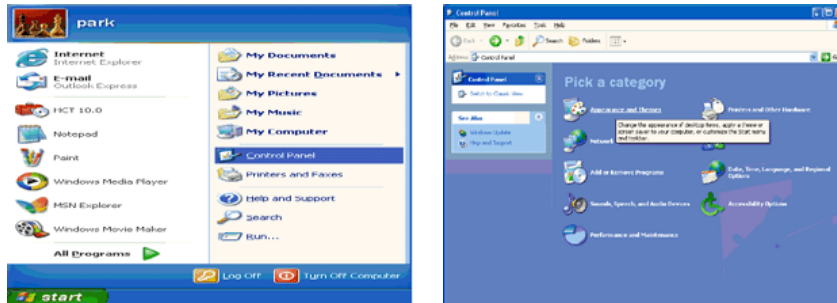 park
Internet
Internet Explorer
E-mail
Outlook Express
HCT 10.0
Notepad
Paint
Windows Media Player
MSN Explorer
Windows Movie Maker
All Programs
My Documents
My Recent Documents
My Pictures
My Music
My Computer
Control Panel
Printers and Faxes
Help and Support
Search
Run...
Log Off
Turn Off Computer
start
Control Panel
File Edit View Favorites Tools Help
Back
Search
Folders
Address
Control Panel
Go
Control Panel
Switch to Classic View
See Also
Windows Update
Help and Support
Pick a category
Appearance and Themes
Printers and Other Hardware
Change the appearance of desktop items, apply a theme or
screen saver to your computer, or customize the Start menu
and taskbar.
Network
Add or Remove Programs
Date, Time, Language, and Regional
Options
Sounds, Speech, and Audio Devices
Accessibility Options
Performance and Maintenance